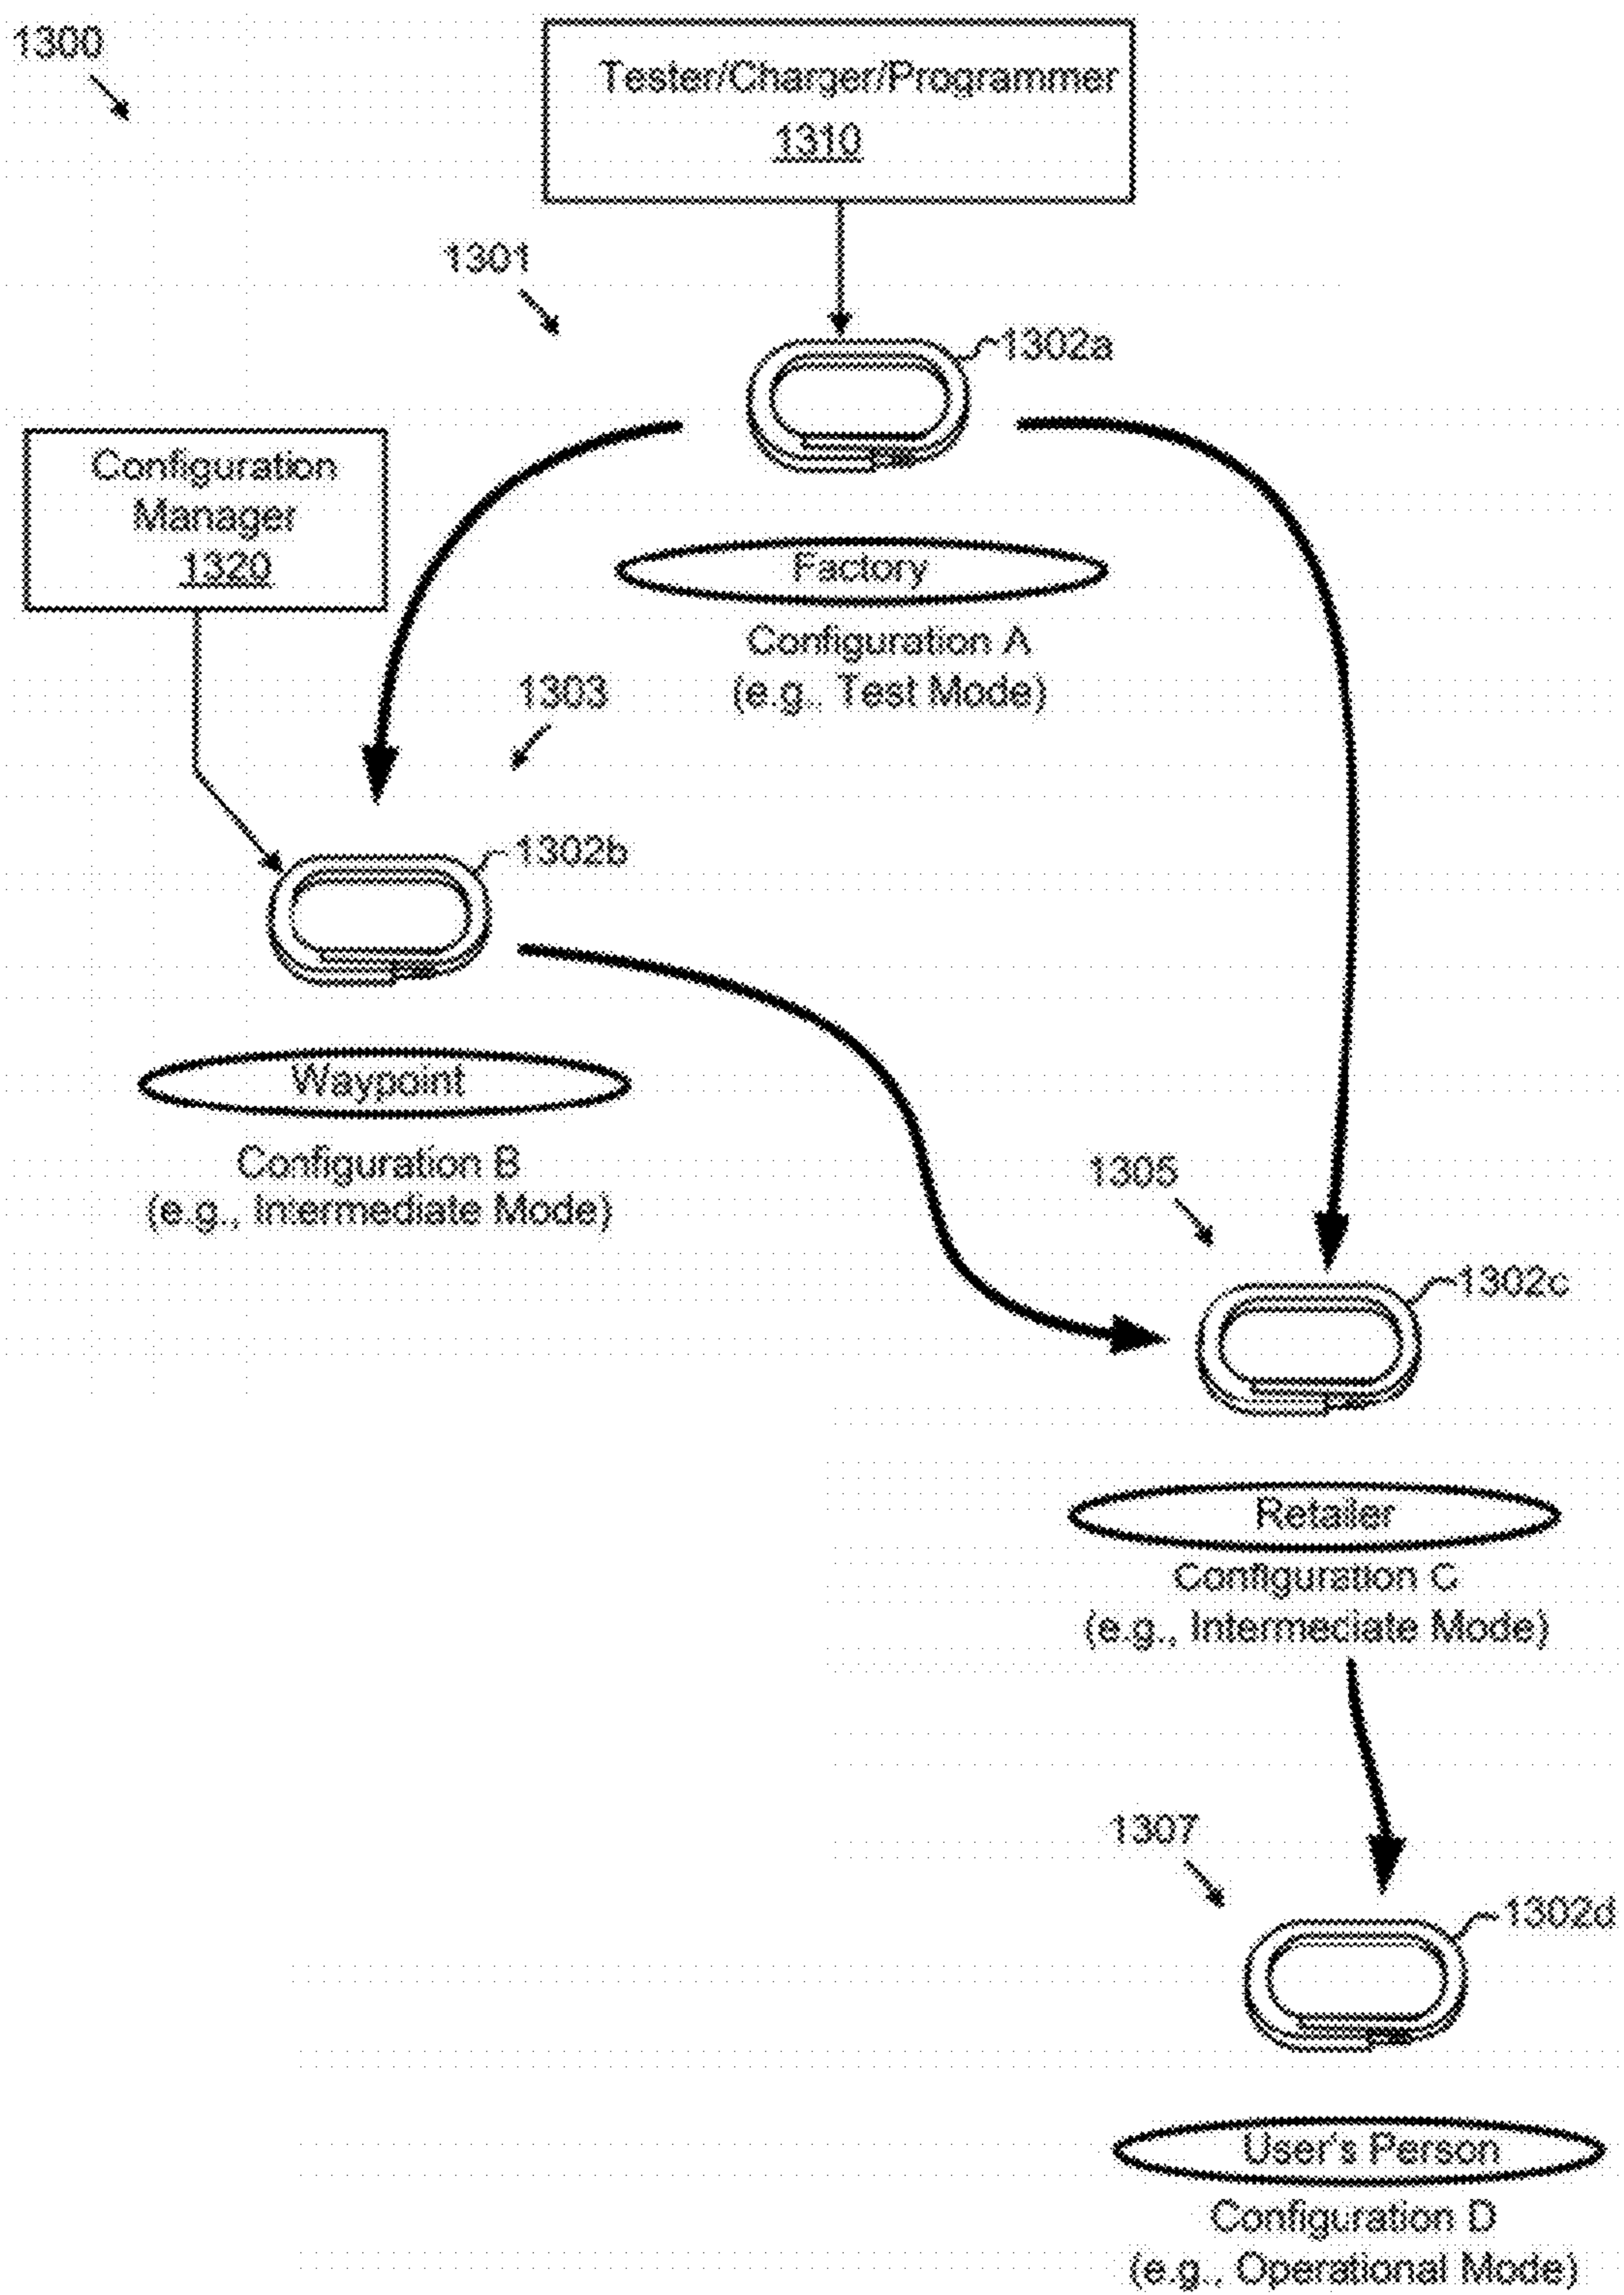 1300
Tester/Charger/Programmer
1310
1301
1302a
Configuration
Manager
1320
Factory
Configuration A
(e.g., Test Mode)
1303
1302b
Waypoint
Configuration B
(e.g., Intermediate Mode)
1305
1302c
Retailer
Configuration C
(e.g., Intermeciate Mode)
1307
1302d
User's Person
Configuration D
(e.g., Operational Mode)